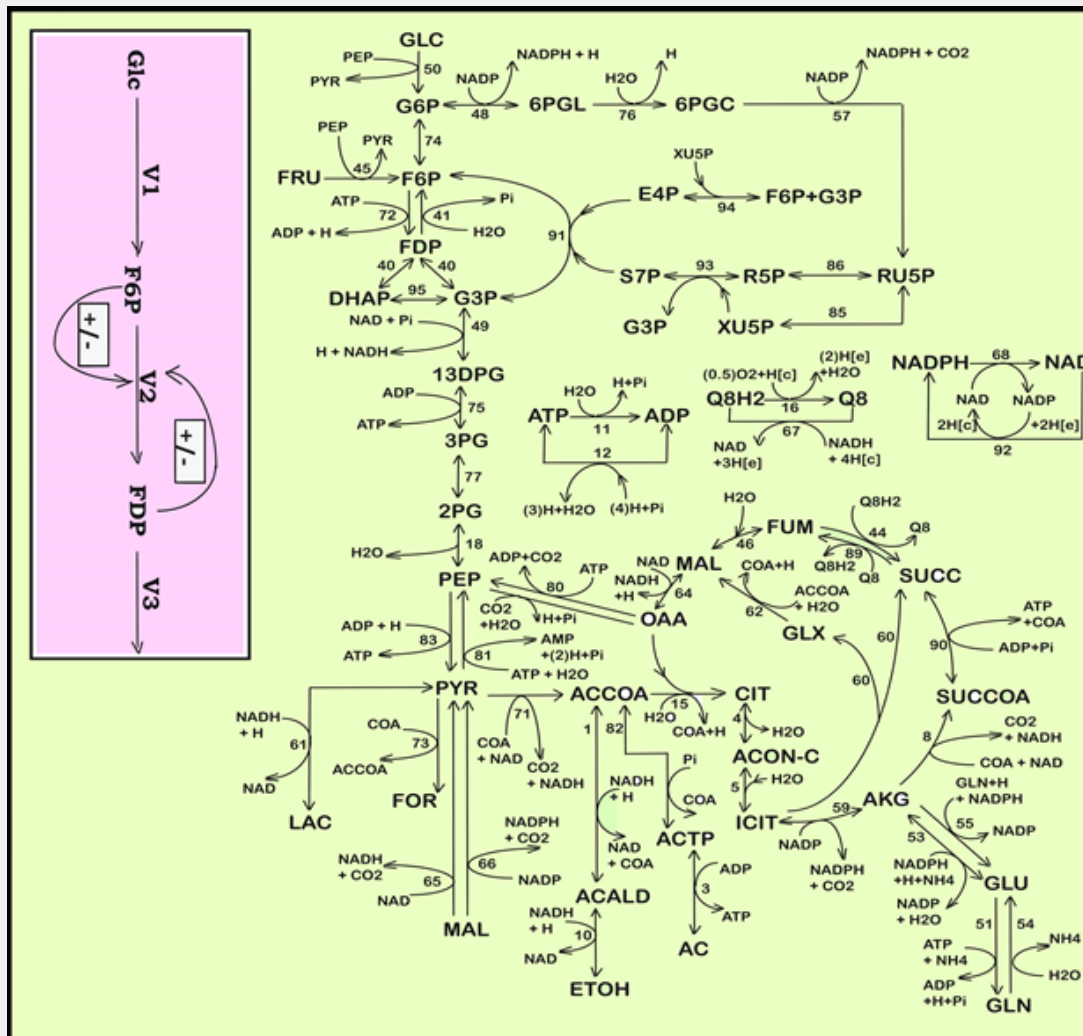 Glc
V1
F6P
+/-
V2
+/-
FDP
V3
GLC
PEP
50
PYR
G6P
NADP
NADPH + H
48
6PGL
H2O
H
76
6PGC
NADP
NADPH + CO2
57
PEP
PYR
74
45
FRU
F6P
XU5P
E4P
94
F6P+G3P
ATP
72
41
Pi
ADP + H
H2O
91
FDP
40
40
DHAP
95
G3P
S7P
93
R5P
86
RU5P
G3P
XU5P
85
NAD + Pi
49
H + NADH
13DPG
ADP
75
ATP
3PG
77
2PG
18
H2O
PEP
H2O
H+Pi
ATP
11
ADP
12
(3)H+H2O
(4)H+Pi
(0.5)O2+H[c]
(2)H[e]
+H2O
Q8H2
16
Q8
67
NAD
+3H[e]
NADH
+ 4H[c]
NADPH
68
NAD
NAD
NADP
2H[c]
+2H[e]
92
ADP+CO2
80
ATP
CO2
+H2O
H+Pi
OAA
NAD
NADH
+H
64
MAL
H2O
46
FUM
Q8H2
44
Q8
89
Q8H2
Q8
SUCC
COA+H
62
ACCOA
+ H2O
GLX
60
60
90
ATP
+COA
ADP+Pi
SUCCOA
ADP + H
83
ATP
81
AMP
+(2)H+Pi
ATP + H2O
PYR
71
COA
+ NAD
CO2
+ NADH
ACCOA
15
H2O
COA+H
CIT
4
H2O
ACON-C
5
H2O
ICIT
59
NADP
NADPH
+ CO2
AKG
8
CO2
+ NADH
COA + NAD
GLN+H
+ NADPH
55
NADP
53
NADPH
+H+NH4
NADP
+ H2O
GLU
51
54
ATP
+ NH4
NH4
ADP
+H+Pi
H2O
GLN
NADH
+ H
61
NAD
LAC
COA
73
ACCOA
FOR
NADH
+ CO2
65
NAD
66
NADPH
+ CO2
NADP
MAL
1
NADH
+ H
NAD
+ COA
ACALD
NADH
+ H
10
NAD
ETOH
82
Pi
COA
ACTP
ADP
3
ATP
AC